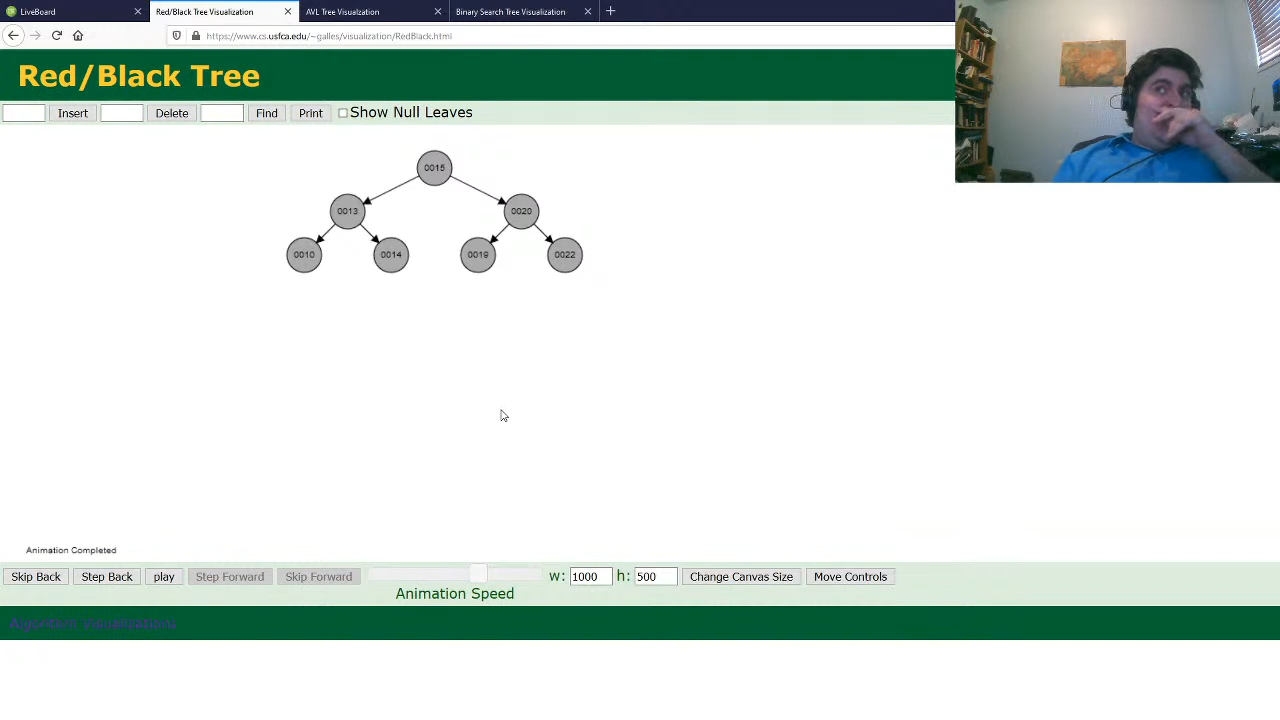 LiveBoard
Red/Black Tree Visualization
AVL Tree Visualzation
Binary Search Tree Visualization
https://www.cs.usfca.edu/~galles/visualization/RedBlack.html
Red/Black Tree
Insert Delete Find Print Show Null Leaves
0015
0013 0020
0010 0014 0019 0022
Animation Completed
Skip Back Step Back play Step Forward Skip Forward w: 1000 h: 500 Change Canvas Size Move Controls
Animation Speed
Algorithm Visualizations